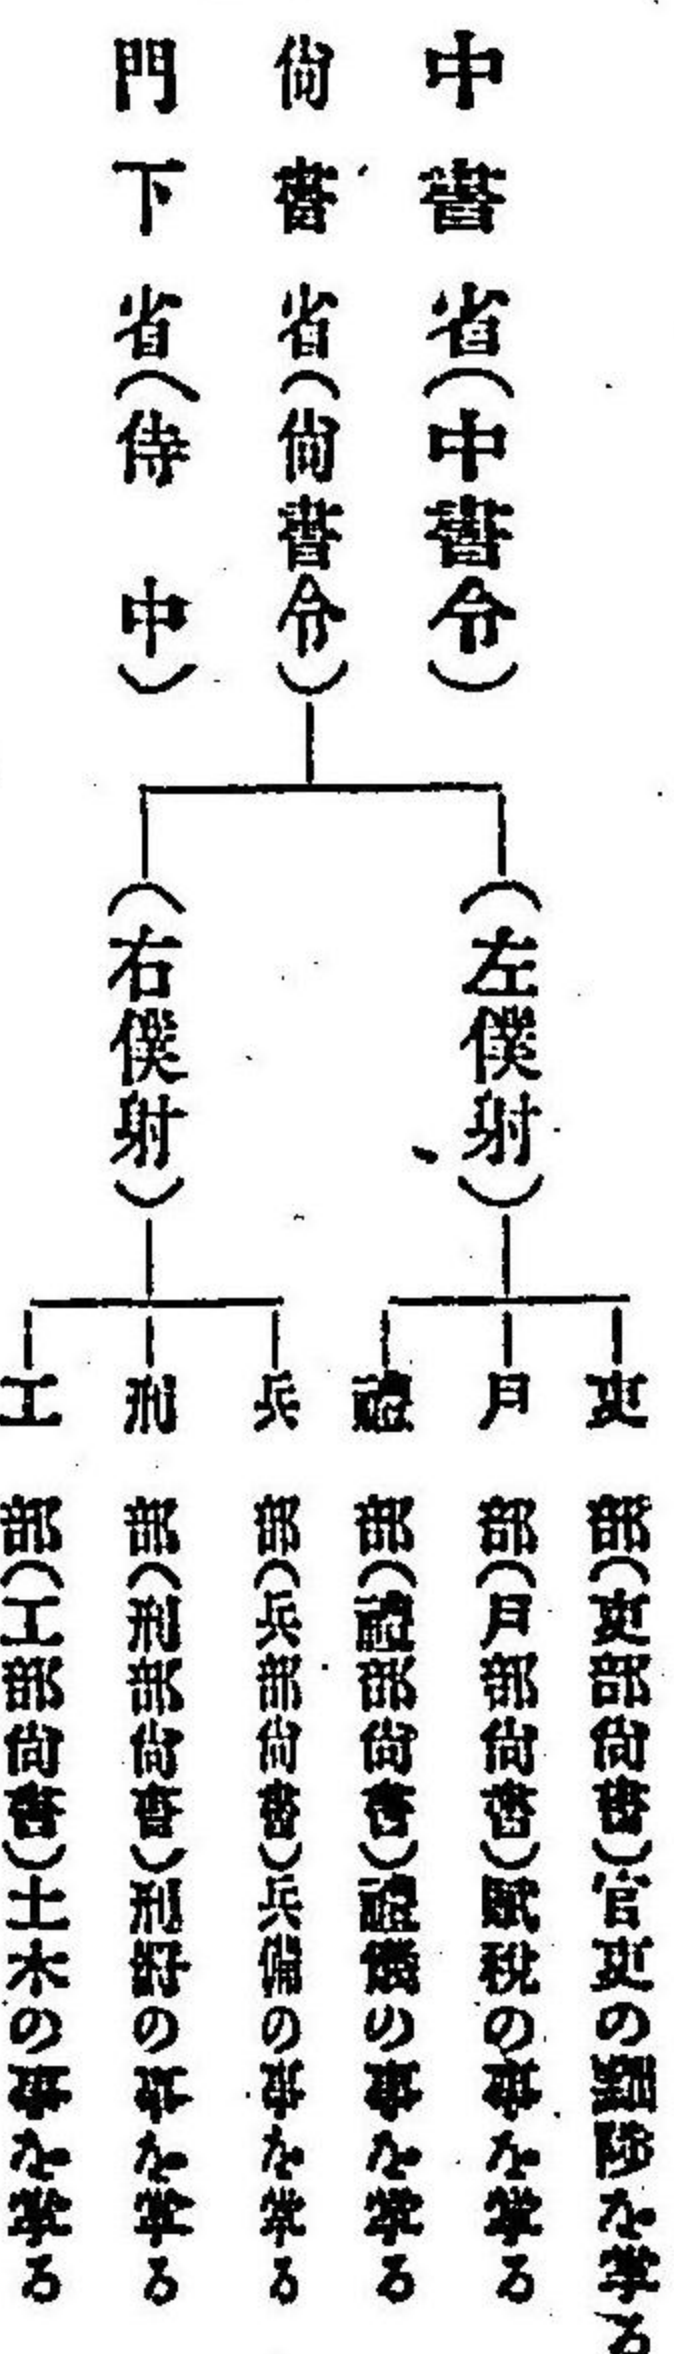 中書省(中書令)
尙書省(尙書令)
門下省(侍中)
(左僕射)
(右僕射)
吏部(吏部尙書)官吏の黜陟を掌る
戶部(戶部尙書)賦稅の事を掌る
禮部(禮部尙書)禮儀の事を掌る
兵部(兵部尙書)兵備の事を掌る
刑部(刑部尙書)刑辟の事を掌る
工部(工部尙書)土木の事を掌る